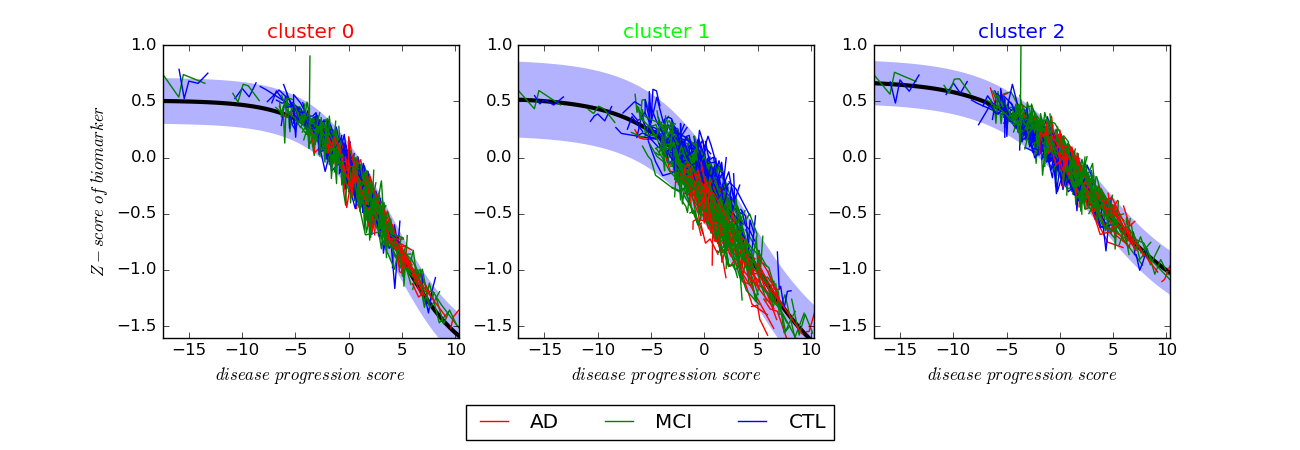 cluster 0
cluster 1
cluster 2
1.0
0.5
0.0
−0.5
−1.0
−1.5
1.0
0.5
0.0
−0.5
−1.0
−1.5
1.0
0.5
0.0
−0.5
−1.0
−1.5
Z − score of biomarker
−15 −10 −5 0 5 10
−15 −10 −5 0 5 10
−15 −10 −5 0 5 10
disease progression score
disease progression score
disease progression score
AD MCI CTL